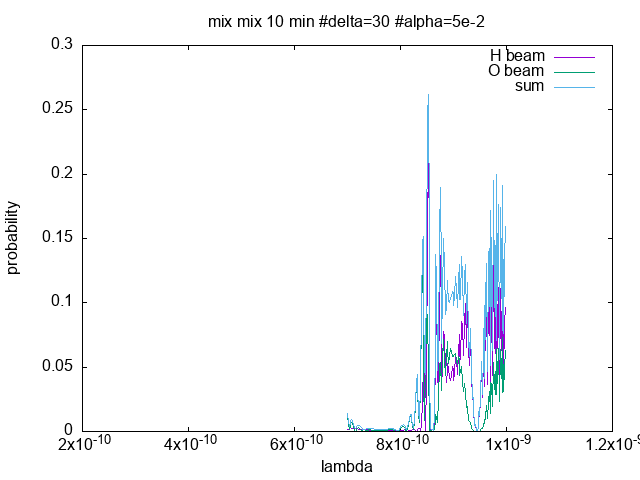 mix mix 10 min #delta=30 #alpha=5e-2
0.3
0.25
0.2
0.15
0.1
0.05
0
probability
H beam
O beam
sum
2x10⁻¹⁰ 4x10⁻¹⁰ 6x10⁻¹⁰ 8x10⁻¹⁰ 1x10⁻⁹ 1.2x10⁻⁹
lambda